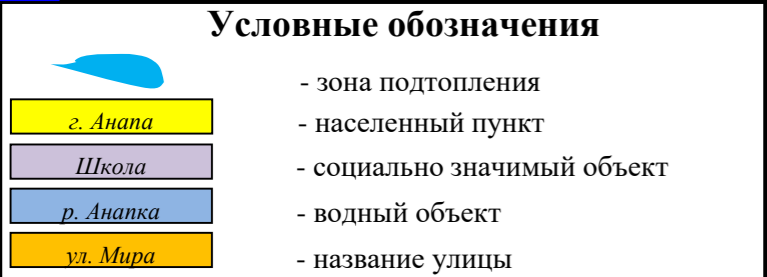 Условные обозначения
- зона подтопления
г. Анапа - населенный пункт
Школа - социально значимый объект
р. Анапка - водный объект
ул. Мира - название улицы